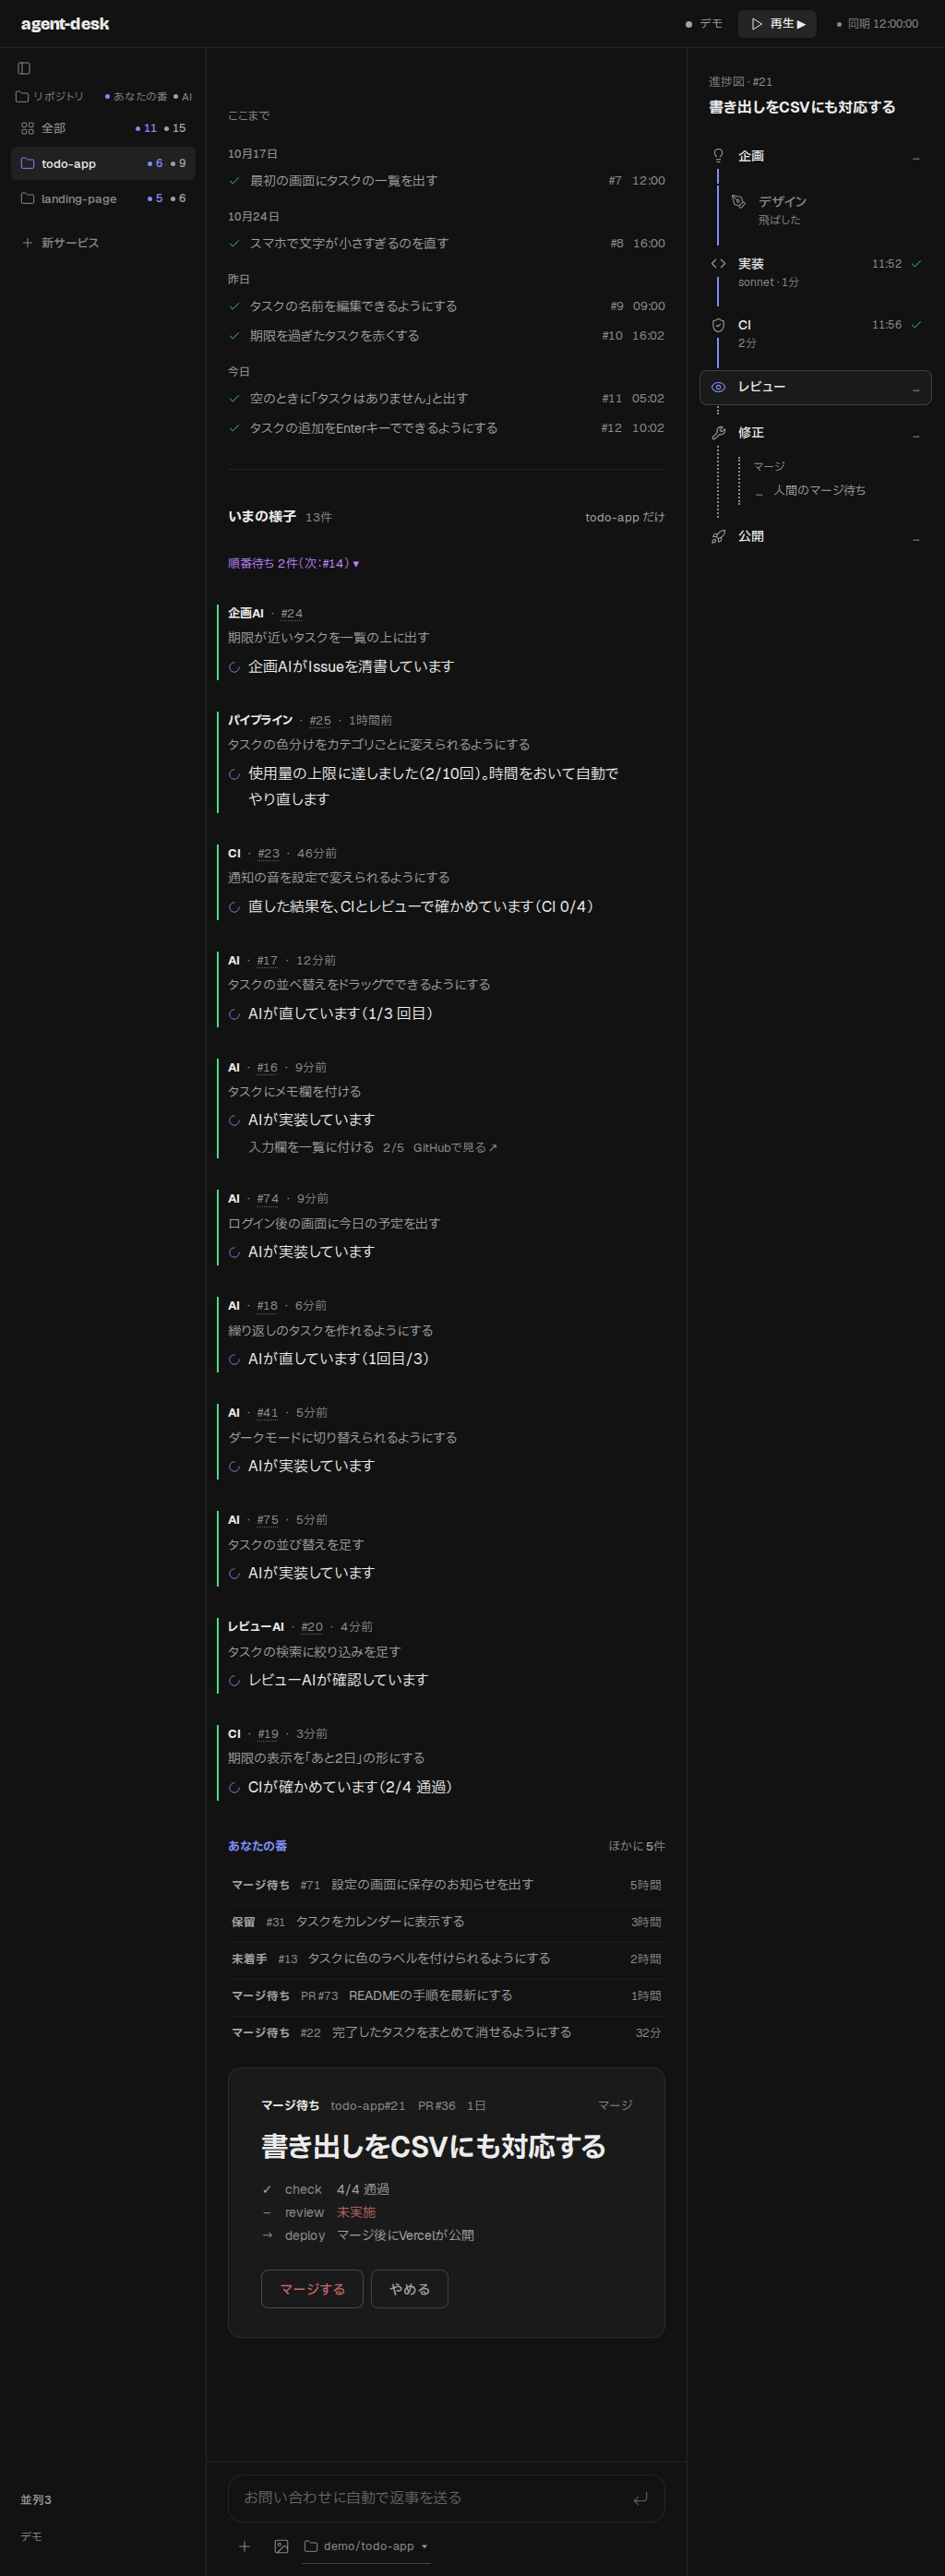 agent-desk
デモ 再生 ▶ 同期 12:00:00
リポジトリ あなたの番 AI
全部 11 15
todo-app 6 9
landing-page 5 6
+ 新サービス
並列3
デモ
ここまで
10月17日
最初の画面にタスクの一覧を出す #7 12:00
10月24日
スマホで文字が小さすぎるのを直す #8 16:00
昨日
タスクの名前を編集できるようにする #9 09:00
期限を過ぎたタスクを赤くする #10 16:02
今日
空のときに「タスクはありません」と出す #11 05:02
タスクの追加をEnterキーでできるようにする #12 10:02
いまの様子 13件 todo-app だけ
順番待ち 2件（次：#14） ▾
企画AI · #24
期限が近いタスクを一覧の上に出す
企画AIがIssueを清書しています
パイプライン · #25 · 1時間前
タスクの色分けをカテゴリごとに変えられるようにする
使用量の上限に達しました（2/10回）。時間をおいて自動で
やり直します
CI · #23 · 46分前
通知の音を設定で変えられるようにする
直した結果を、CIとレビューで確かめています（CI 0/4）
AI · #17 · 12分前
タスクの並べ替えをドラッグでできるようにする
AIが直しています（1/3 回目）
AI · #16 · 9分前
タスクにメモ欄を付ける
AIが実装しています
入力欄を一覧に付ける 2/5 GitHubで見る ↗
AI · #74 · 9分前
ログイン後の画面に今日の予定を出す
AIが実装しています
AI · #18 · 6分前
繰り返しのタスクを作れるようにする
AIが直しています（1回目/3）
AI · #41 · 5分前
ダークモードに切り替えられるようにする
AIが実装しています
AI · #75 · 5分前
タスクの並び替えを足す
AIが実装しています
レビューAI · #20 · 4分前
タスクの検索に絞り込みを足す
レビューAIが確認しています
CI · #19 · 3分前
期限の表示を「あと2日」の形にする
CIが確かめています（2/4 通過）
あなたの番 ほかに 5件
マージ待ち #71 設定の画面に保存のお知らせを出す 5時間
保留 #31 タスクをカレンダーに表示する 3時間
未着手 #13 タスクに色のラベルを付けられるようにする 2時間
マージ待ち PR #73 READMEの手順を最新にする 1時間
マージ待ち #22 完了したタスクをまとめて消せるようにする 32分
マージ待ち todo-app#21 PR #36 1日 マージ
書き出しをCSVにも対応する
✓ check 4/4 通過
– review 未実施
→ deploy マージ後にVercelが公開
マージする やめる
お問い合わせに自動で返事を送る
demo/todo-app
進捗図 · #21
書き出しをCSVにも対応する
企画 …
デザイン
飛ばした
実装 11:52
sonnet · 1分
CI 11:56
2分
レビュー …
修正 …
マージ
… 人間のマージ待ち
公開 …